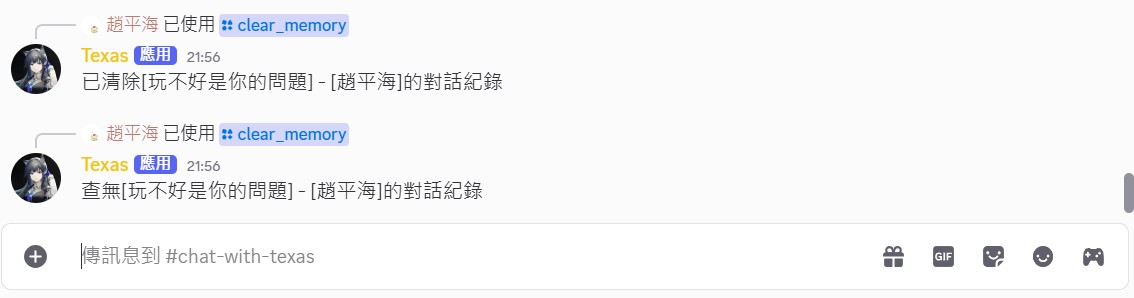 趙平海 已使用 clear_memory
Texas 應用 21:56
已清除[玩不好是你的問題] - [趙平海]的對話紀錄
趙平海 已使用 clear_memory
Texas 應用 21:56
查無[玩不好是你的問題] - [趙平海]的對話紀錄
傳訊息到 #chat-with-texas
GIF